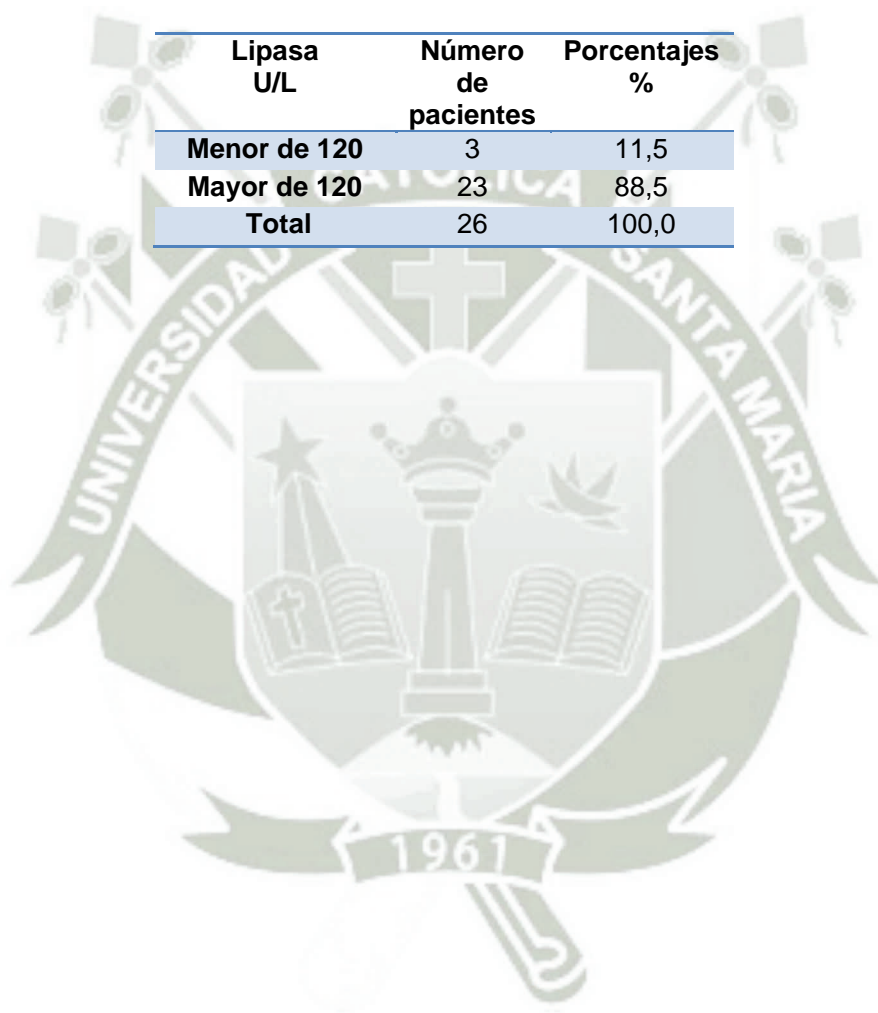 Lipasa U/L Número de pacientes Porcentajes %
Menor de 120 3 11,5
Mayor de 120 23 88,5
Total 26 100,0
UNIVERSIDAD CATOLICA SANTA MARIA
1961